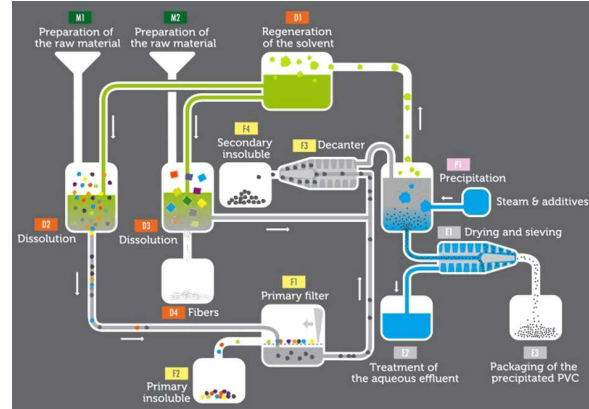 M1
Preparation of
the raw material
M2
Preparation of
the raw material
D1
Regeneration
of the solvent
F4
Secondary
insoluble
F3 Decanter
P1
Precipitation
Steam & additives
D2
Dissolution
D3
Dissolution
E1
Drying and sieving
D4 Fibers
F1
Primary filter
F2
Primary
insoluble
E2
Treatment of
the aqueous effluent
E3
Packaging of the
precipitated PVC